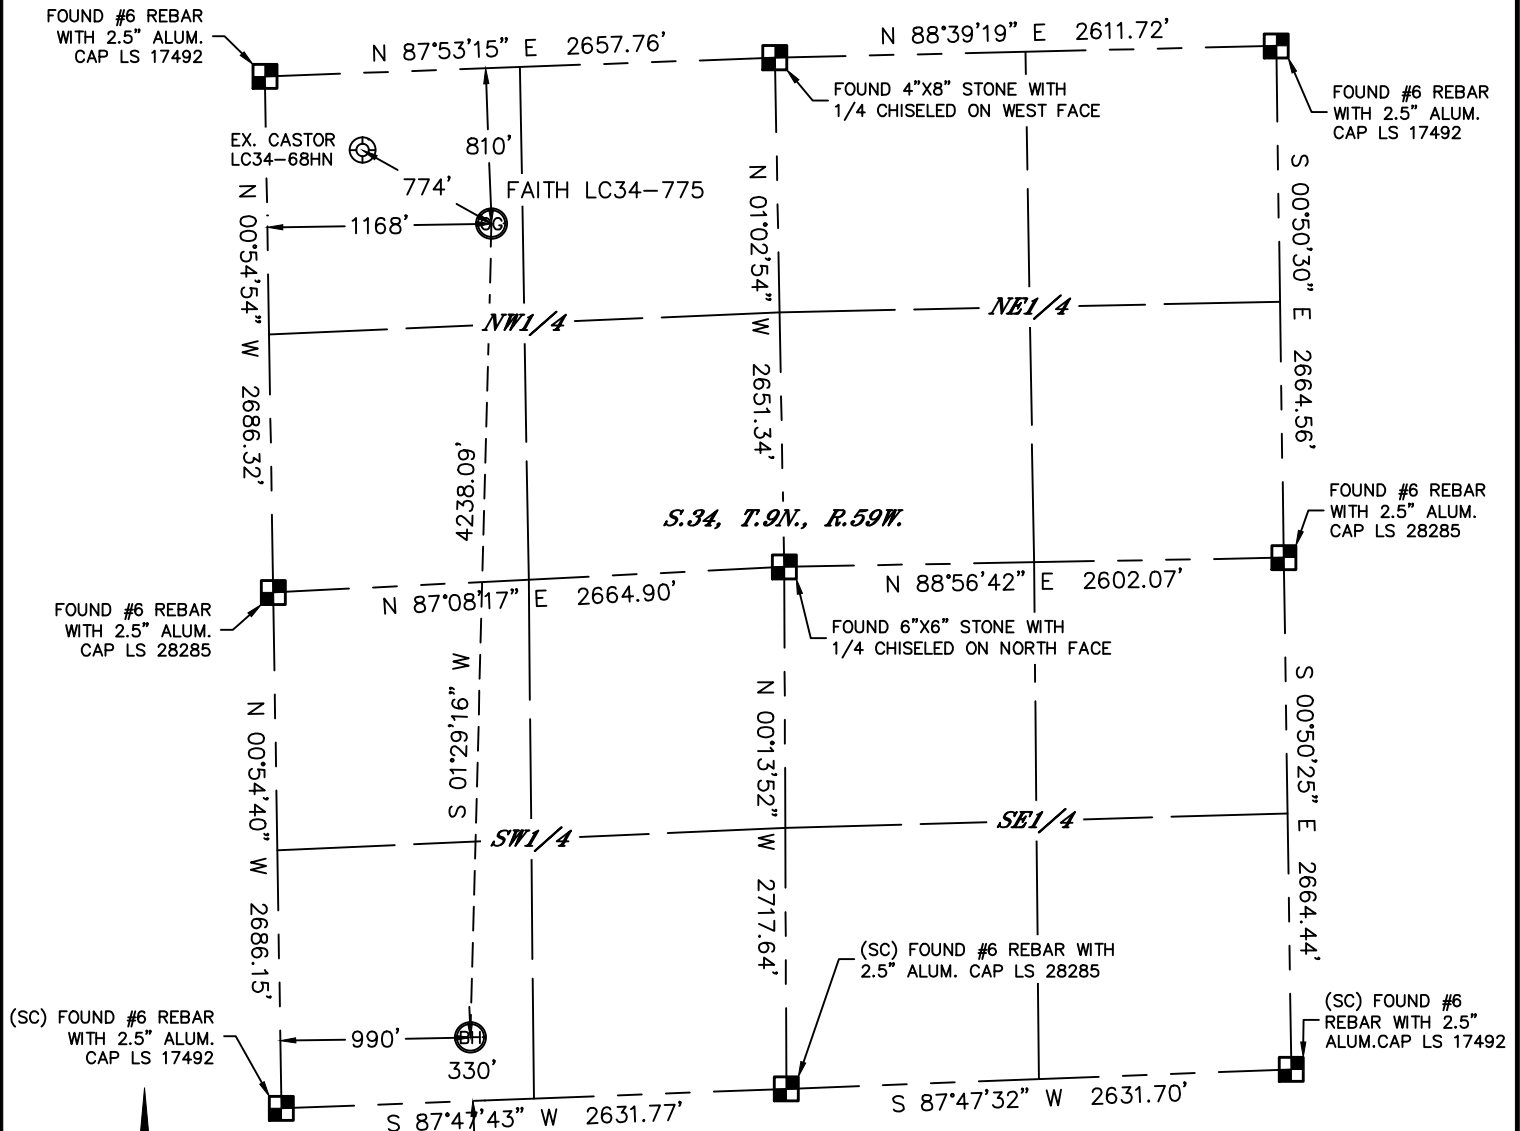 FOUND #6 REBAR
WITH 2.5" ALUM.
CAP LS 17492
N 87°53'15" E 2657.76'
N 88°39'19" E 2611.72'
FOUND 4"X8" STONE WITH
1/4 CHISELED ON WEST FACE
FOUND #6 REBAR
WITH 2.5" ALUM.
CAP LS 17492
EX. CASTOR
LC34-68HN
810'
774'
FAITH LC34-775
1168'
OG
N 00°54'54" W 2686.32'
N 01°02'54" W 2651.34'
S 00°50'30" E 2664.56'
NW1/4
NE1/4
4238.09'
S.34, T.9N., R.59W.
FOUND #6 REBAR
WITH 2.5" ALUM.
CAP LS 28285
N 87°08'17" E 2664.90'
N 88°56'42" E 2602.07'
FOUND #6 REBAR
WITH 2.5" ALUM.
CAP LS 28285
FOUND 6"X6" STONE WITH
1/4 CHISELED ON NORTH FACE
S 01°29'16" W
N 00°54'40" W 2686.15'
N 00°13'52" W 2717.64'
S 00°50'25" E 2664.44'
SW1/4
SE1/4
(SC) FOUND #6 REBAR WITH
2.5" ALUM. CAP LS 28285
(SC) FOUND #6 REBAR
WITH 2.5" ALUM.
CAP LS 17492
990'
BH
330'
(SC) FOUND #6
REBAR WITH 2.5"
ALUM.CAP LS 17492
S 87°47'43" W 2631.77'
S 87°47'32" W 2631.70'